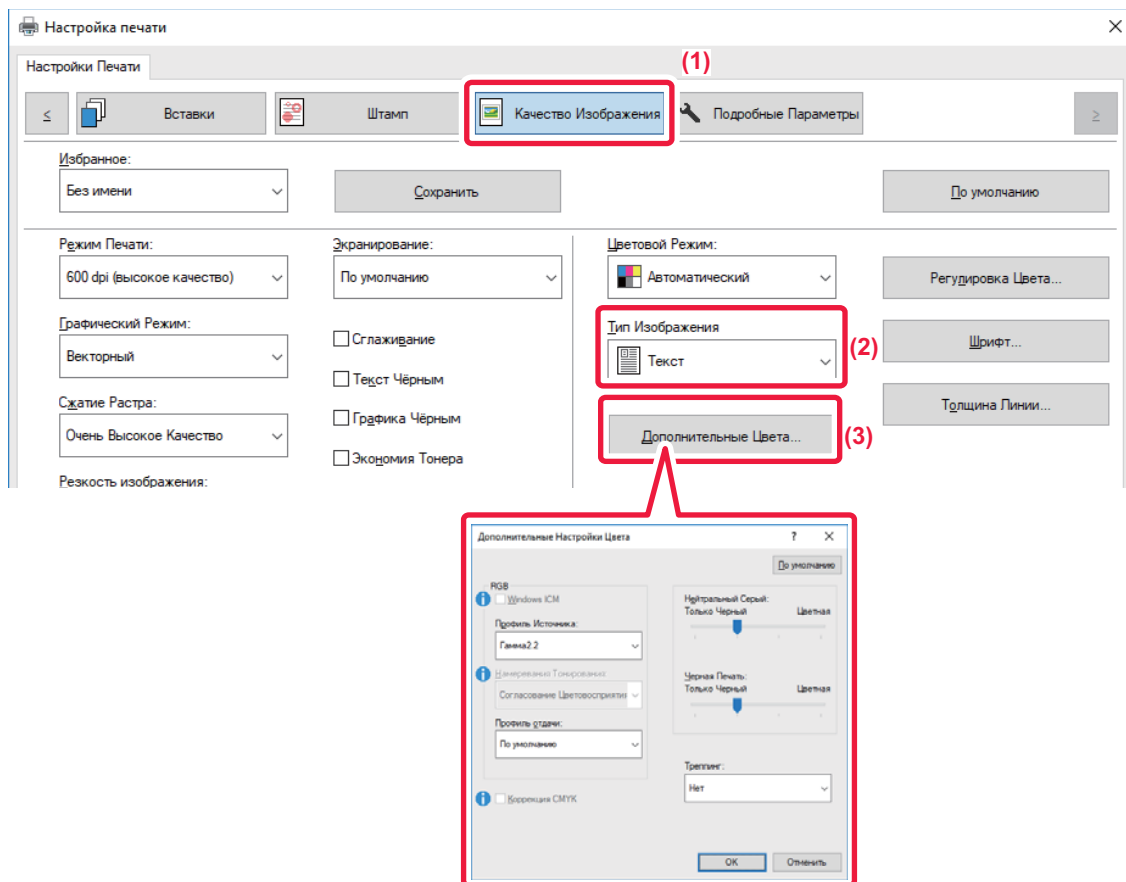 Настройка печати
Настройки Печати
(1)
≤ Вставки Штамп Качество Изображения Подробные Параметры ≥
Избранное:
Без имени Сохранить По умолчанию
Режим Печати: Экранирование: Цветовой Режим:
600 dpi (высокое качество) По умолчанию Автоматический Регулировка Цвета...
Графический Режим: Сглаживание Тип Изображения
Векторный Текст (2) Шрифт...
Текст Чёрным
Сжатие Растра: Графика Чёрным Толщина Линии...
Очень Высокое Качество Дополнительные Цвета... (3)
Экономия Тонера
Резкость изображения:
Дополнительные Настройки Цвета ?
По умолчанию
RGB
Windows ICM
Профиль Источника:
Гамма2.2
Намеревание Тонирования:
Согласование Цветовосприятия
Профиль отдачи:
По умолчанию
Коррекция CMYK
Нейтральный Серый:
Только Черный Цветная
Черная Печать:
Только Черный Цветная
Треппинг:
Нет
OK Отменить